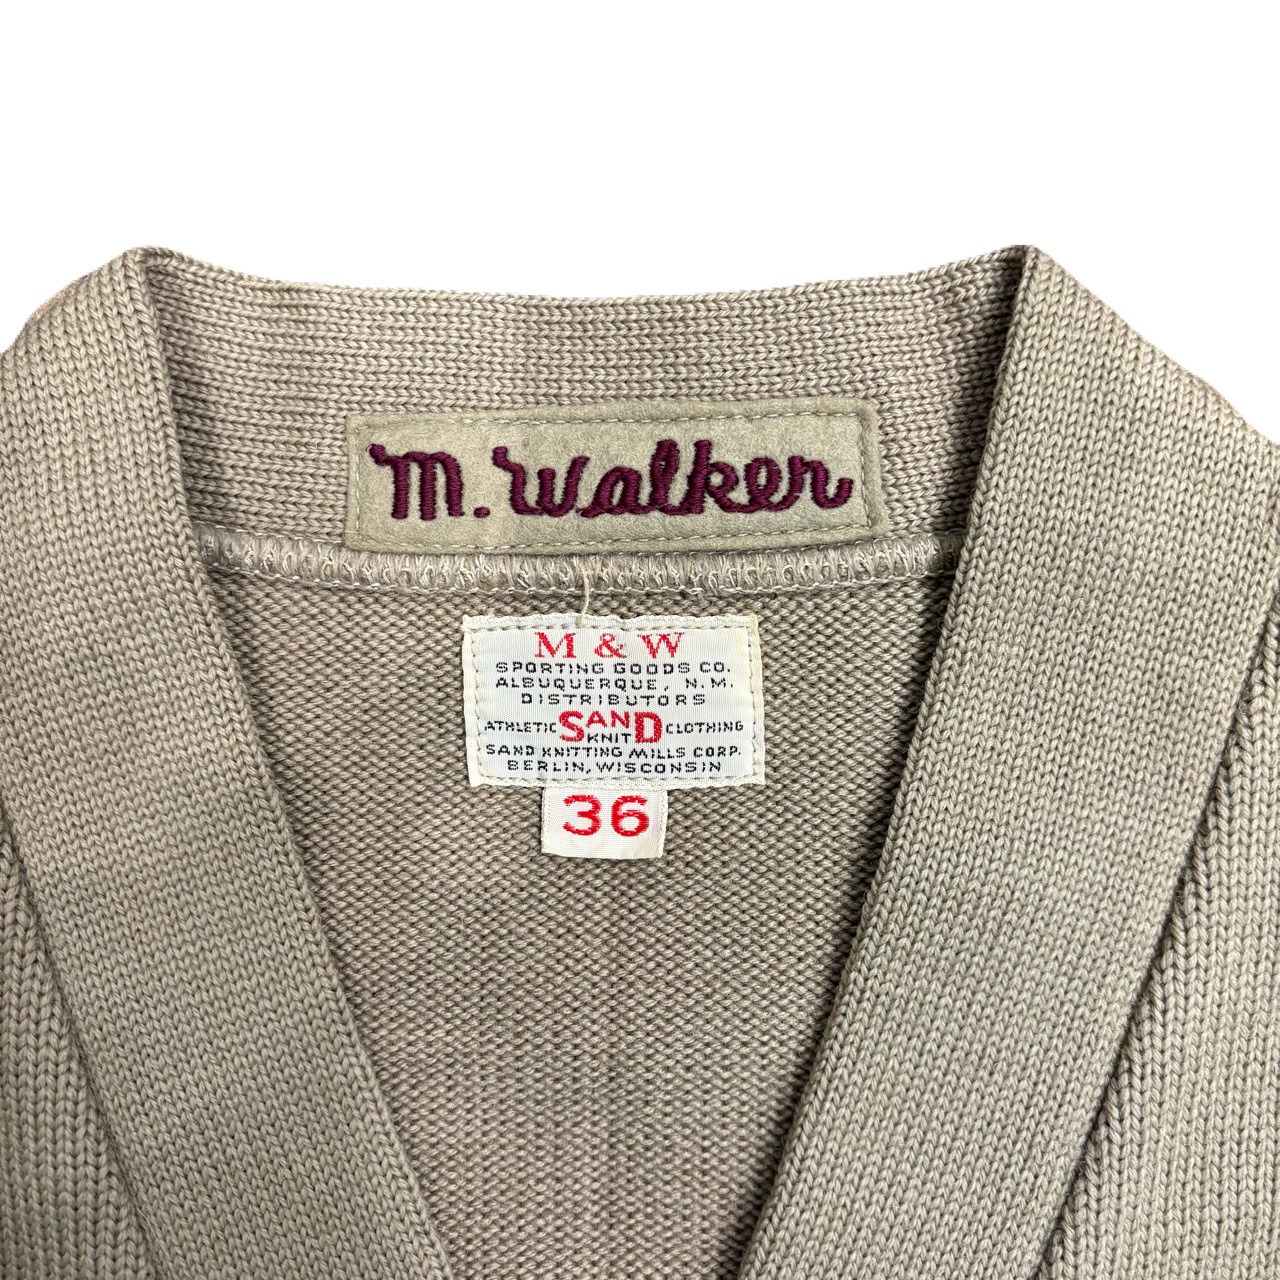 M. Walker
M & W
SPORTING GOODS CO.
ALBUQUERQUE, N.M.
DISTRIBUTORS
ATHLETIC SAND KNIT CLOTHING
SAND KNITTING MILLS CORP.
BERLIN, WISCONSIN
36